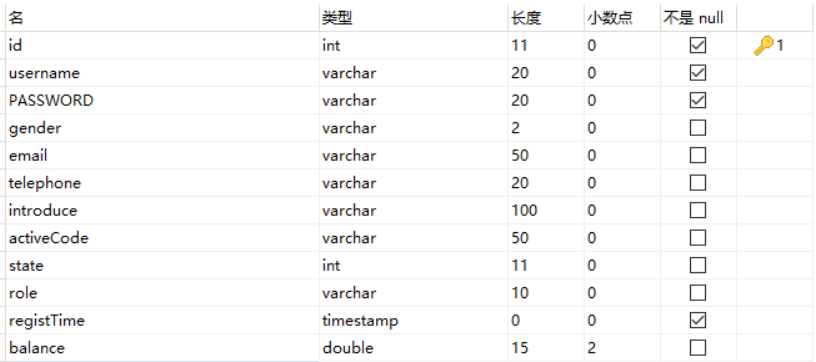 名 类型 长度 小数点 不是 null
id int 11 0 1
username varchar 20 0
PASSWORD varchar 20 0
gender varchar 2 0
email varchar 50 0
telephone varchar 20 0
introduce varchar 100 0
activeCode varchar 50 0
state int 11 0
role varchar 10 0
registTime timestamp 0 0
balance double 15 2